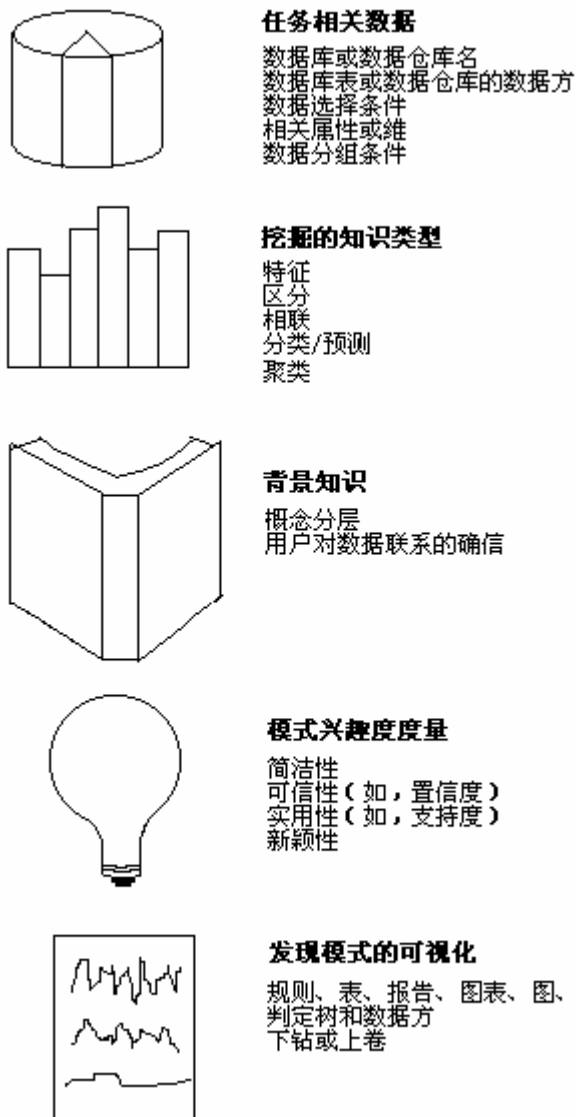 任务相关数据
数据库或数据仓库名
数据库表或数据仓库的数据方
数据选择条件
相关属性或维
数据分组条件
挖掘的知识类型
特征
区分
相联
分类/预测
聚类
背景知识
概念分层
用户对数据联系的确信
模式兴趣度度量
简洁性
可信性(如,置信度)
实用性(如,支持度)
新颖性
发现模式的可视化
规则、表、报告、图表、图、
判定树和数据方
下钻或上卷